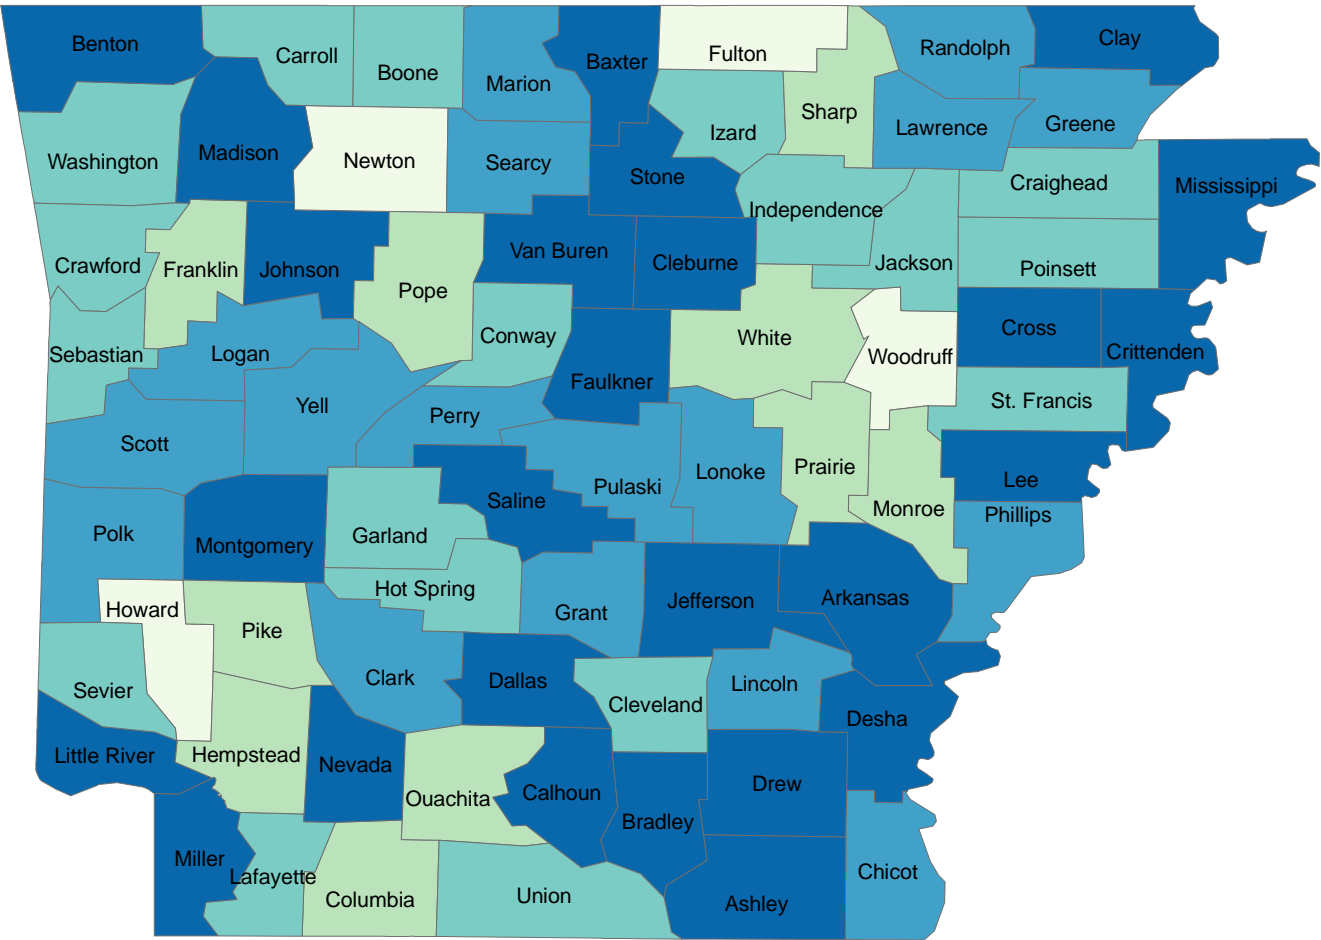 Benton
Carroll
Boone
Marion
Baxter
Fulton
Randolph
Clay
Sharp
Izard
Lawrence
Greene
Washington
Madison
Newton
Searcy
Stone
Independence
Craighead
Mississippi
Crawford
Franklin
Johnson
Pope
Van Buren
Cleburne
Jackson
Poinsett
Sebastian
Logan
Conway
Faulkner
White
Woodruff
Cross
Crittenden
Scott
Yell
Perry
Pulaski
Lonoke
Prairie
St. Francis
Lee
Monroe
Phillips
Polk
Montgomery
Garland
Saline
Hot Spring
Grant
Jefferson
Arkansas
Howard
Pike
Clark
Dallas
Cleveland
Lincoln
Desha
Sevier
Little River
Hempstead
Nevada
Ouachita
Calhoun
Bradley
Drew
Miller
Lafayette
Columbia
Union
Ashley
Chicot